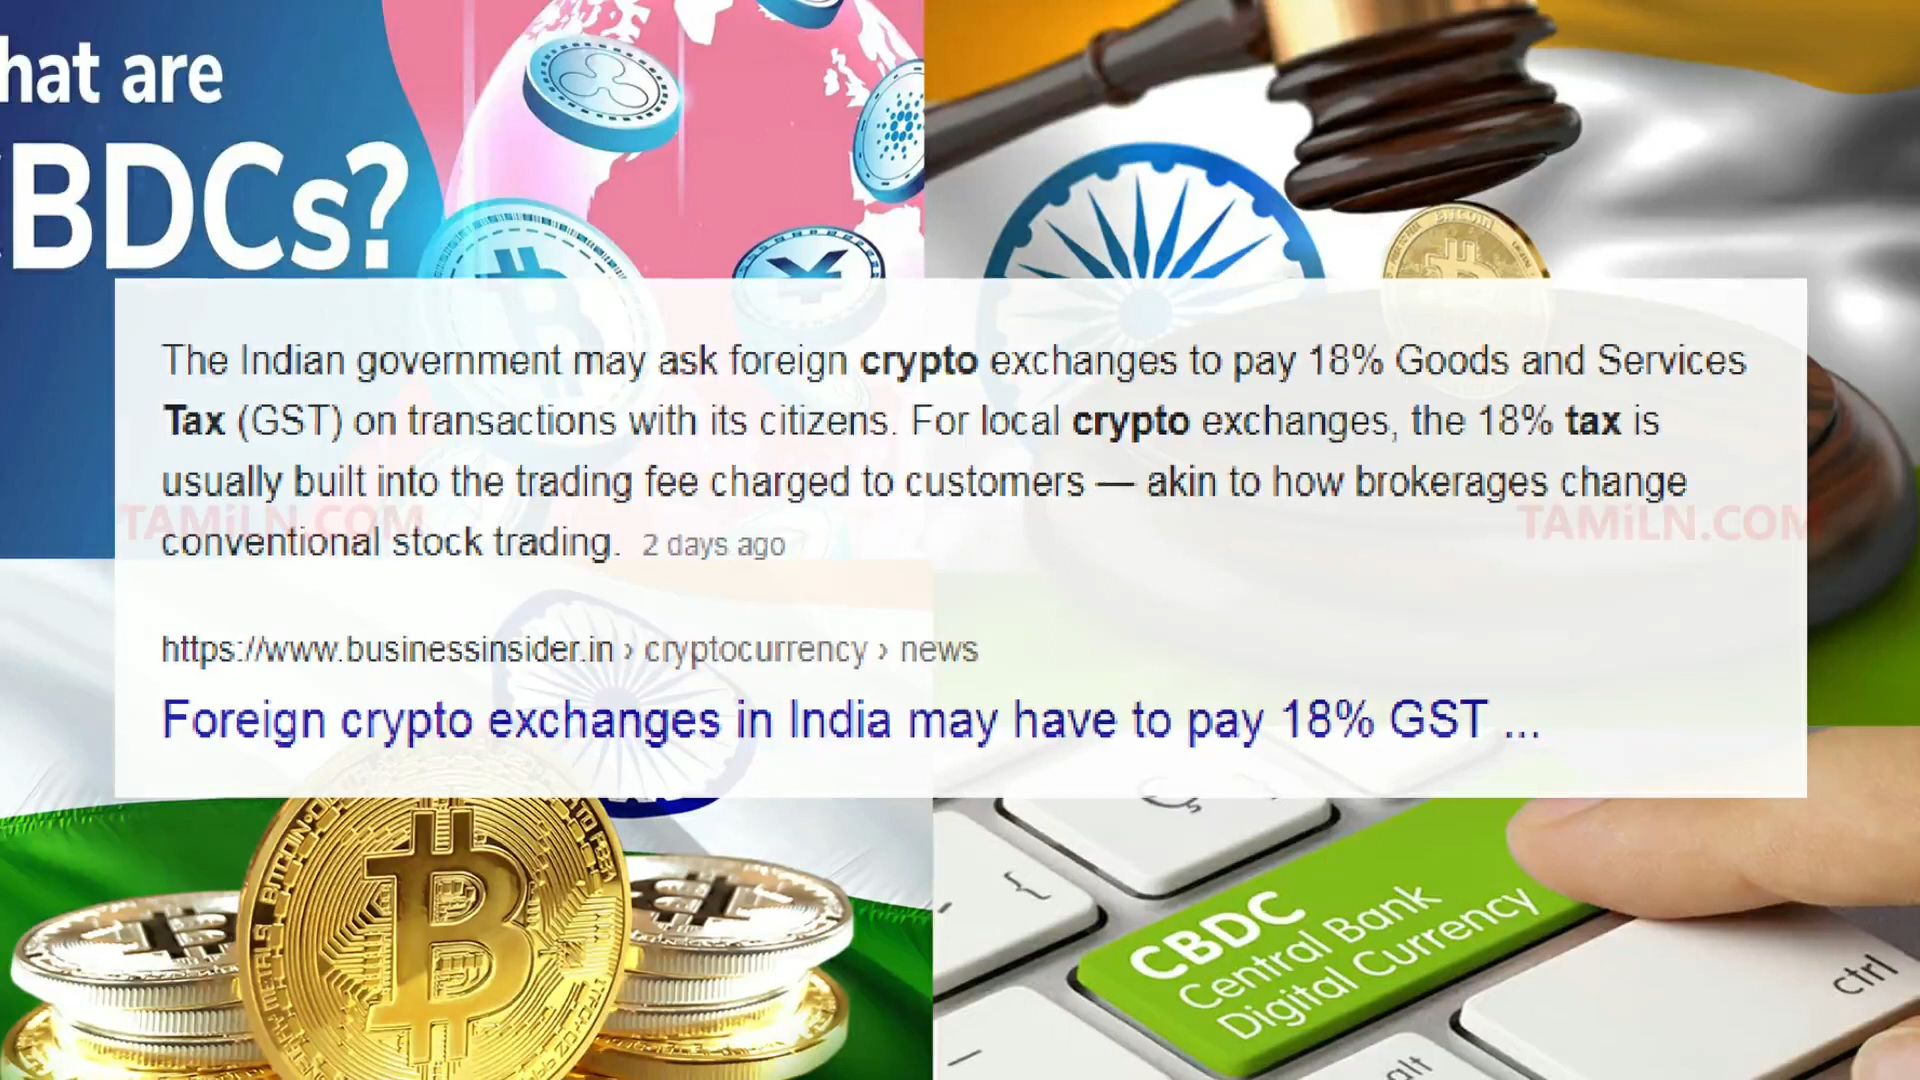 hat are
BDCs?
BITCOIN
The Indian government may ask foreign crypto exchanges to pay 18% Goods and Services
Tax (GST) on transactions with its citizens. For local crypto exchanges, the 18% tax is
usually built into the trading fee charged to customers — akin to how brokerages change
conventional stock trading. 2 days ago
TAMiLN.COM
TAMiLN.COM
https://www.businessinsider.in › cryptocurrency › news
Foreign crypto exchanges in India may have to pay 18% GST ...
BITCOIN
CBDC
Central Bank
Digital Currency
ctrl
alt